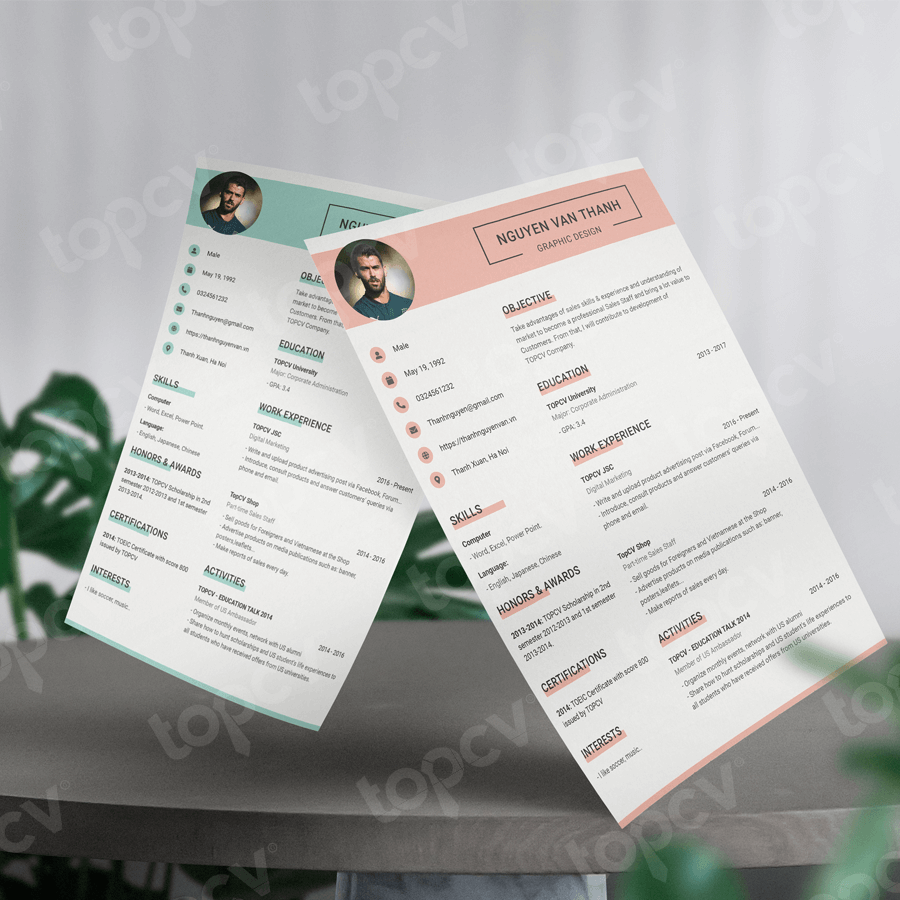 Male
May 19, 1992
0324561232
Thanhnguyen@gmail.com
https://thanhnguyenvan.vn
Thanh Xuan, Ha Noi
SKILLS
Computer
- Word, Excel, Power Point.
Language:
- English, Japanese, Chinese
HONORS & AWARDS
2013-2014: TOPCV Scholarship in 2nd
semester 2012-2013 and 1st semester
2013-2014.
CERTIFICATIONS
2014: TOEIC Certificate with score 800
issued by TOPCV
INTERESTS
- I like soccer, music..
Take advantag
market to become
Customers. From tha
TOPCV Company.
EDUCATION
TOPCV University
Major: Corporate Administration
- GPA: 3.4
WORK EXPERIENCE
TOPCV JSC
2016 - Present
Digital Marketing
- Write and upload product advertising post via Facebook, Forum...
- Introduce, consult products and answer customers' queries via
phone and email.
TopCV Shop
2014 - 2016
Part-time Sales Staff
- Sell goods for Foreigners and Vietnamese at the Shop
- Advertise products on media publications such as: banner,
posters,leaflets...
- Make reports of sales every day.
ACTIVITIES
TOPCV - EDUCATION TALK 2014
2014 - 2016
Member of US Ambassador
- Organize monthly events, network with US alumni
- Share how to hunt scholarships and US student's life experiences to
all students who have received offers from US universities.
NGUYEN VAN THANH
GRAPHIC DESIGN
Male
May 19, 1992
0324561232
Thanhnguyen@gmail.com
https://thanhnguyenvan.vn
Thanh Xuan, Ha Noi
SKILLS
Computer
- Word, Excel, Power Point.
Language:
- English, Japanese, Chinese
HONORS & AWARDS
2013-2014: TOPCV Scholarship in 2nd
semester 2012-2013 and 1st semester
2013-2014.
CERTIFICATIONS
2014: TOEIC Certificate with score 800
issued by TOPCV
INTERESTS
- I like soccer, music..
OBJECTIVE
Take advantages of sales skills & experience and understanding of
market to become a professional Sales Staff and bring a lot value to
Customers. From that, I will contribute to development of
TOPCV Company.
EDUCATION
TOPCV University
2013 - 2017
Major: Corporate Administration
- GPA: 3.4
WORK EXPERIENCE
TOPCV JSC
2016 - Present
Digital Marketing
- Write and upload product advertising post via Facebook, Forum...
- Introduce, consult products and answer customers' queries via
phone and email.
TopCV Shop
2014 - 2016
Part-time Sales Staff
- Sell goods for Foreigners and Vietnamese at the Shop
- Advertise products on media publications such as: banner,
posters,leaflets...
- Make reports of sales every day.
ACTIVITIES
TOPCV - EDUCATION TALK 2014
2014 - 2016
Member of US Ambassador
- Organize monthly events, network with US alumni
- Share how to hunt scholarships and US student's life experiences to
all students who have received offers from US universities.
topcv